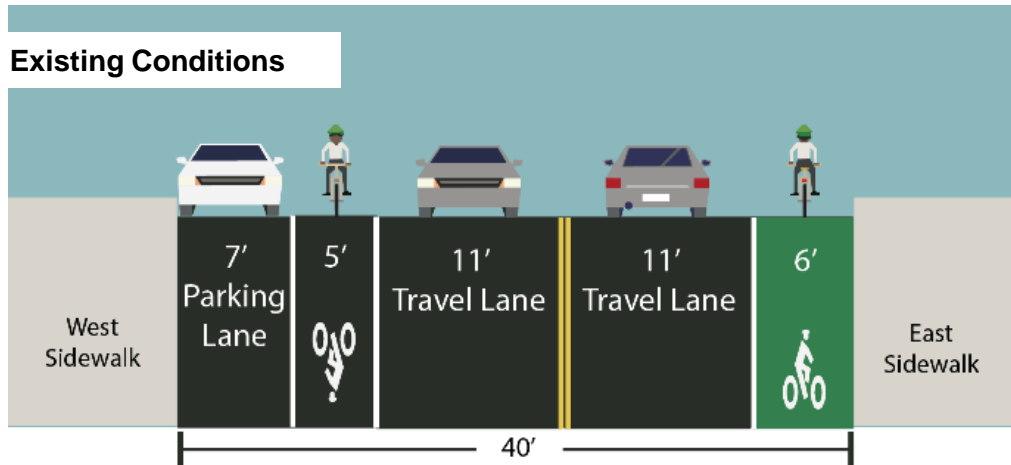 Existing Conditions
7’
Parking
Lane
5’
11’
Travel Lane
11’
Travel Lane
6’
West
Sidewalk
East
Sidewalk
40’